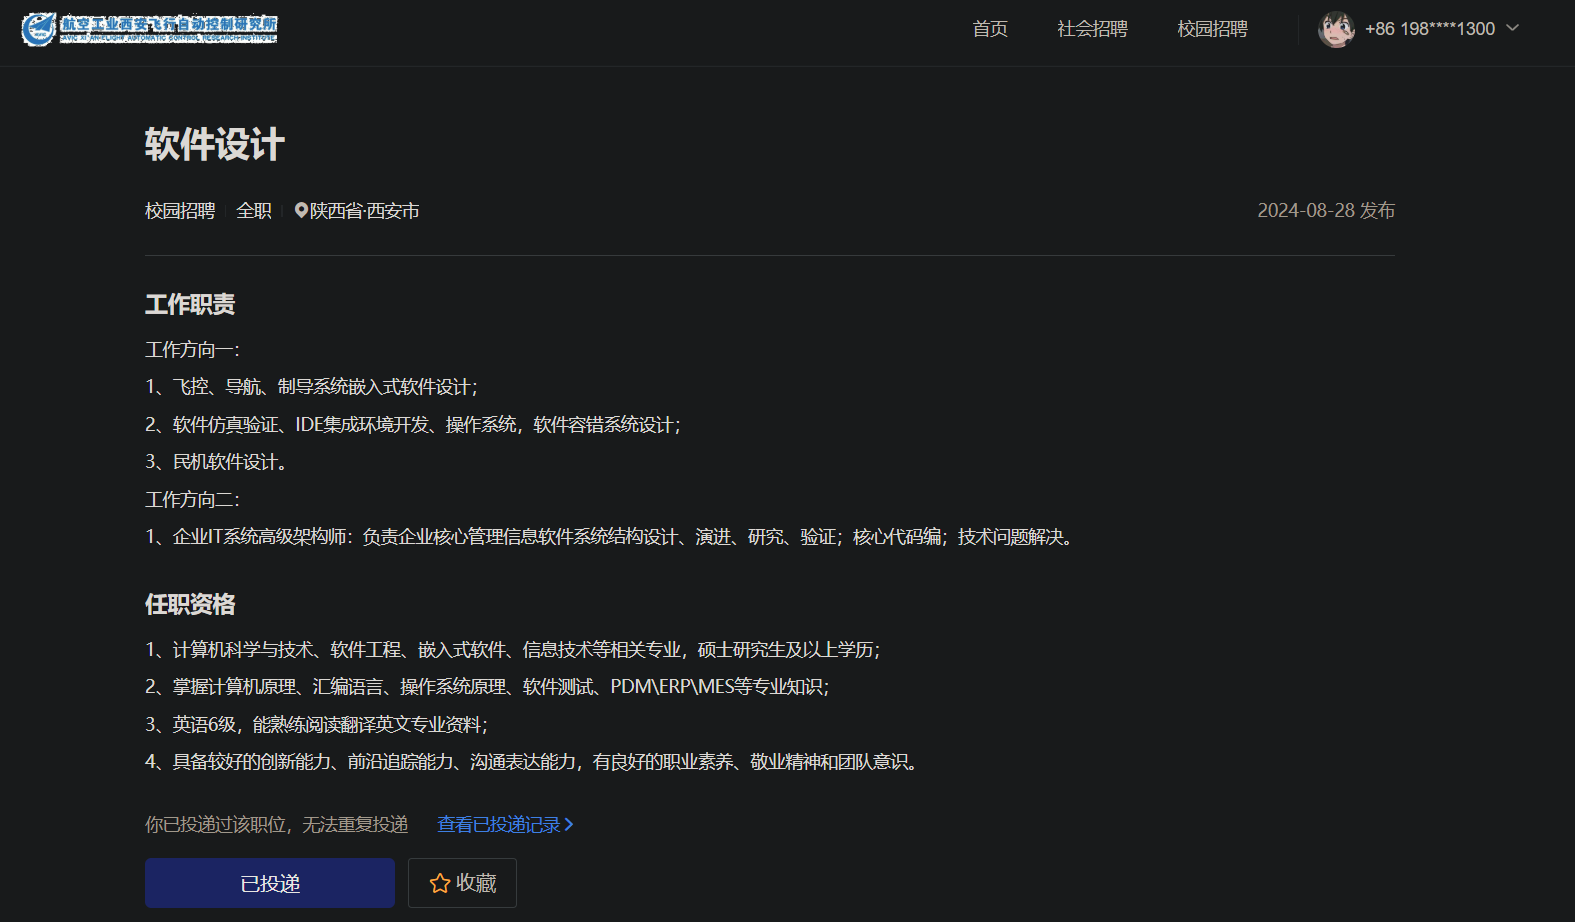 航空工业西安飞行自动控制研究所
AVIC XI'AN FLIGHT AUTOMATIC CONTROL RESEARCH INSTITUTE
首页 社会招聘 校园招聘 +86 198****1300
软件设计
校园招聘 全职 陕西省·西安市 2024-08-28 发布
工作职责
工作方向一：
1、飞控、导航、制导系统嵌入式软件设计；
2、软件仿真验证、IDE集成环境开发、操作系统，软件容错系统设计；
3、民机软件设计。
工作方向二：
1、企业IT系统高级架构师：负责企业核心管理信息软件系统结构设计、演进、研究、验证；核心代码编；技术问题解决。
任职资格
1、计算机科学与技术、软件工程、嵌入式软件、信息技术等相关专业，硕士研究生及以上学历；
2、掌握计算机原理、汇编语言、操作系统原理、软件测试、PDM\ERP\MES等专业知识；
3、英语6级，能熟练阅读翻译英文专业资料；
4、具备较好的创新能力、前沿追踪能力、沟通表达能力，有良好的职业素养、敬业精神和团队意识。
你已投递过该职位，无法重复投递 查看已投递记录
已投递 收藏